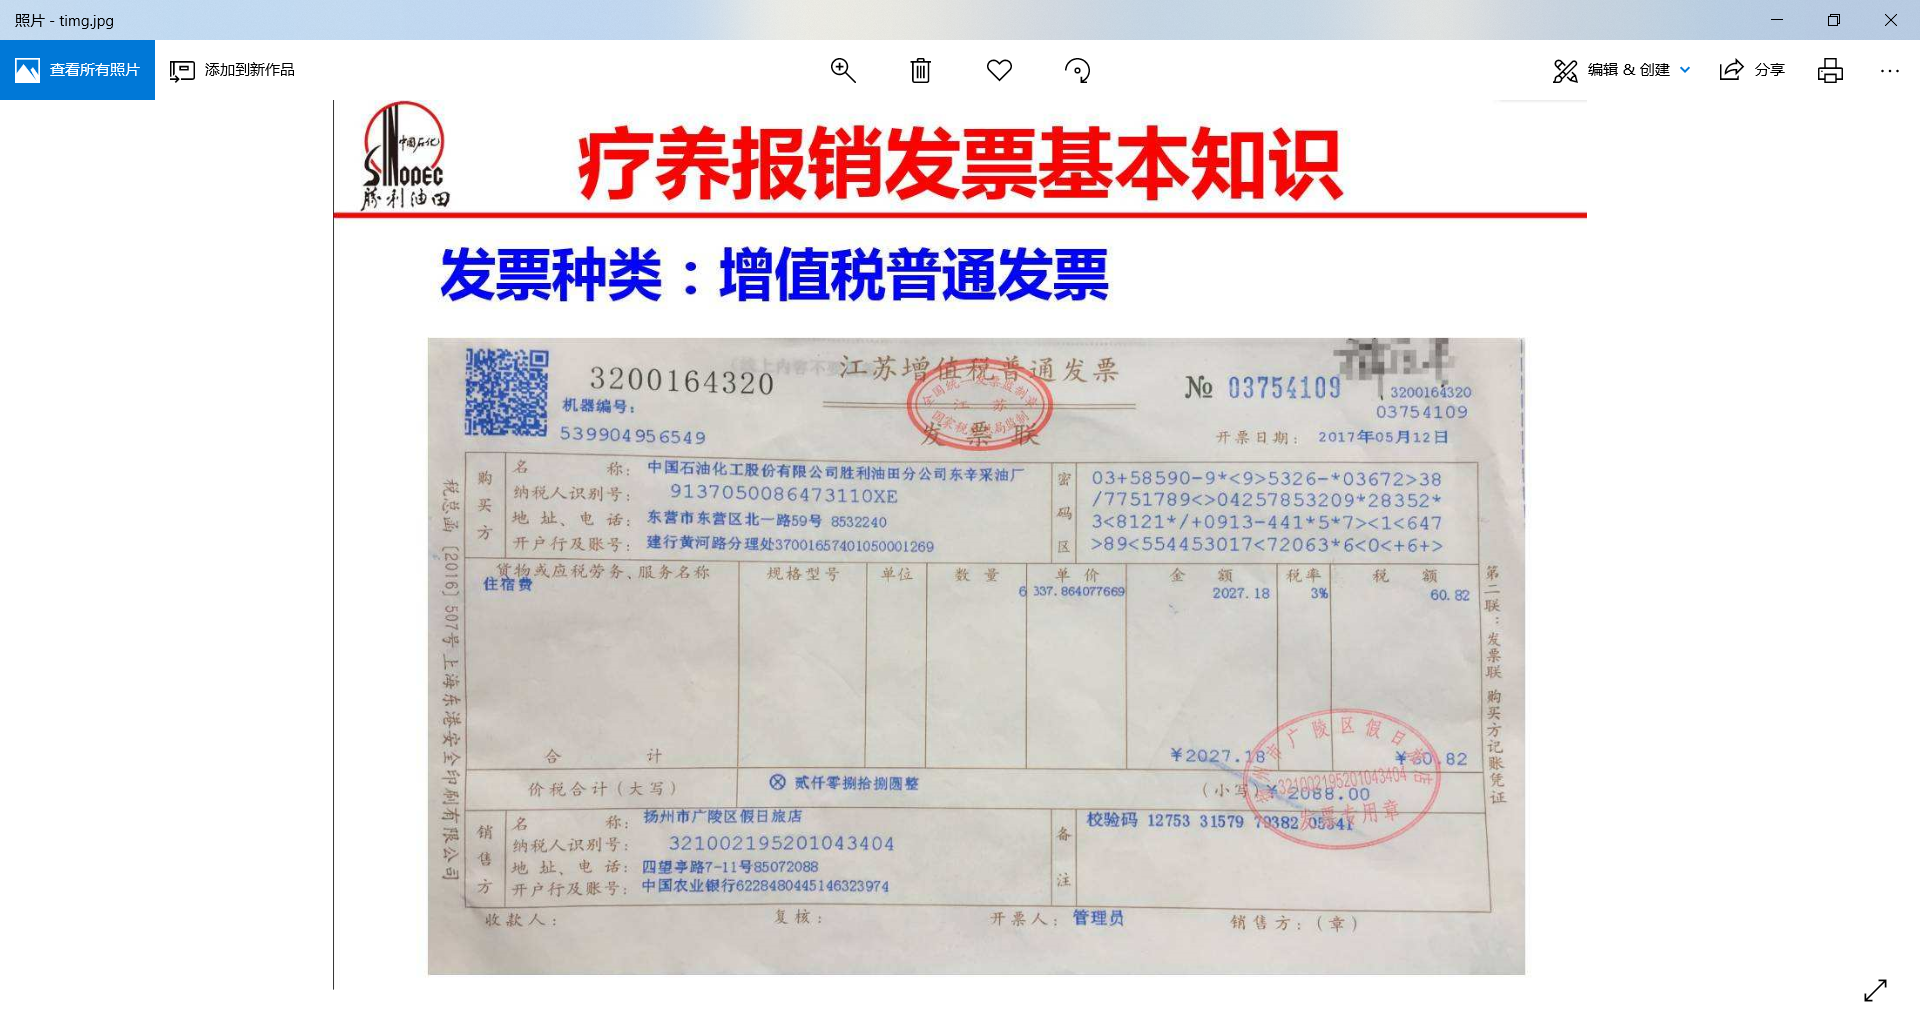 照片 - timg.jpg
查看所有照片
添加到新作品
编辑 & 创建
分享
中国石化
SINOPEC
胜利油田
疗养报销发票基本知识
发票种类：增值税普通发票
3200164320
江苏增值税普通发票
№ 03754109
3200164320
03754109
机器编号:
539904956549
全国统一发票监制章
江 苏
国家税务局监制
发 票 联
开票日期: 2017年05月12日
购买方
名 称: 中国石油化工股份有限公司胜利油田分公司东辛采油厂
纳税人识别号: 9137050086473110XE
地 址、电 话: 东营市东营区北一路59号 8532240
开户行及账号: 建行黄河路分理处37001657401050001269
密码区
03+58590-9*<9>5326-*03672>38
/7751789<>04257853209*28352*
3<8121*/+0913-441*5*7><1<647
>89<554453017<72063*6<0<+6+>
货物或应税劳务、服务名称 规格型号 单位 数 量 单 价 金 额 税率 税 额
住宿费 6 337.864077669 2027.18 3% 60.82
合 计 ¥2027.18 ¥60.82
价税合计(大写) ⊗ 贰仟零捌拾捌圆整 (小写)¥ 2088.00
销售方
名 称: 扬州市广陵区假日旅店
纳税人识别号: 321002195201043404
地 址、电 话: 四望亭路7-11号85072088
开户行及账号: 中国农业银行6228480445146323974
备注
校验码 12753 31579 79382 05341
扬州市广陵区假日旅店
321002195201043404
发票专用章
收款人: 复核: 开票人: 管理员 销售方:(章)
税总函〔2016〕507号上海东港安全印刷有限公司
第二联:发票联 购买方记账凭证